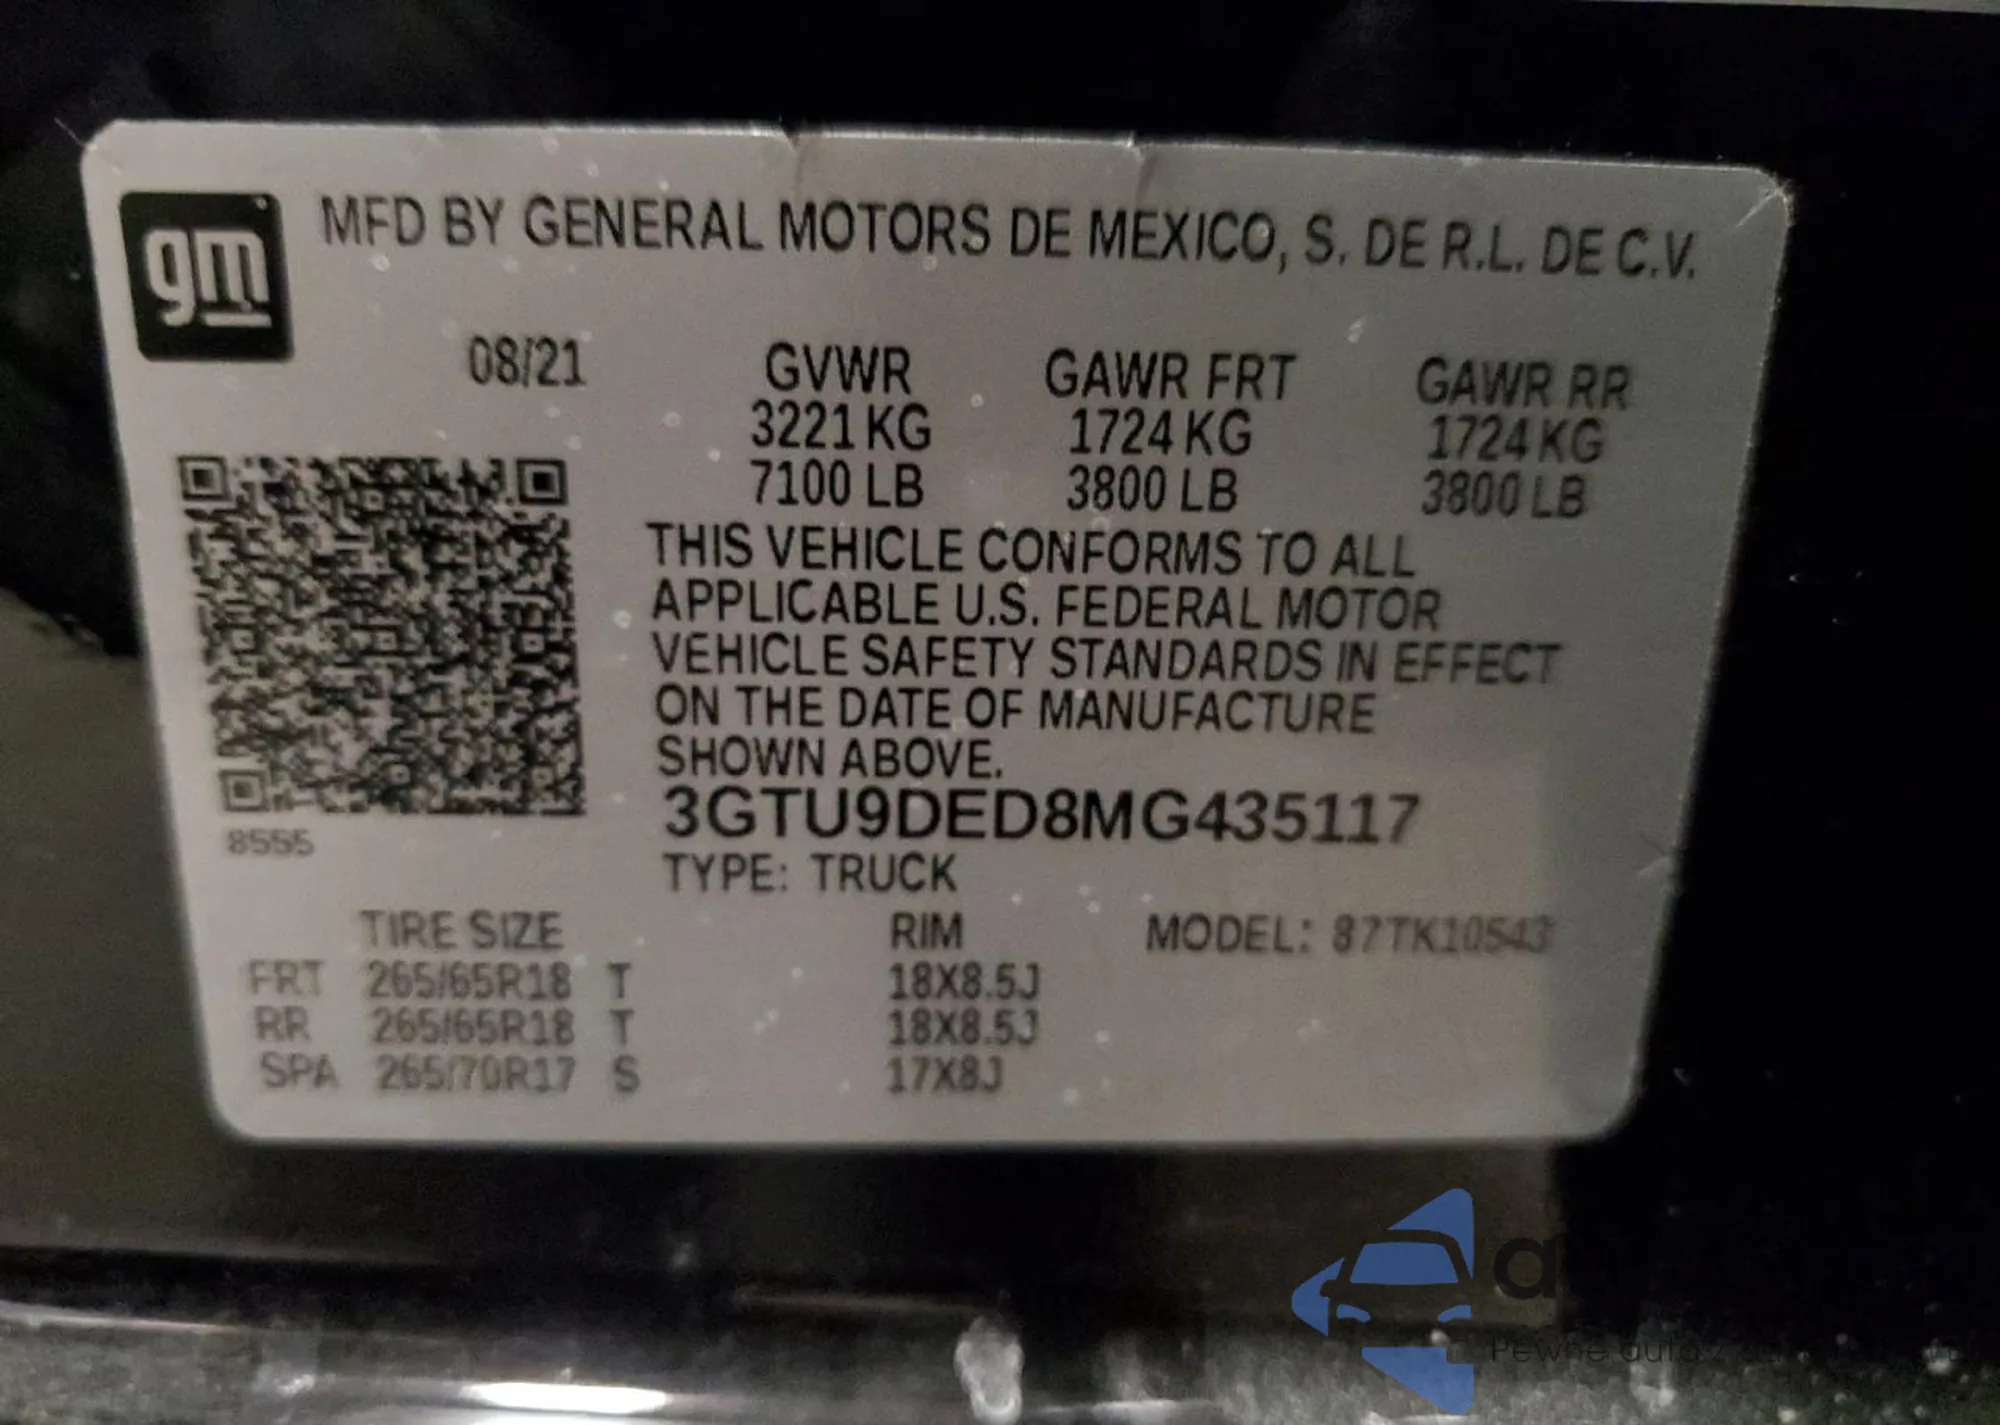 gm
MFD BY GENERAL MOTORS DE MEXICO, S. DE R.L. DE C.V.
08/21 GVWR GAWR FRT GAWR RR
3221 KG 1724 KG 1724 KG
7100 LB 3800 LB 3800 LB
THIS VEHICLE CONFORMS TO ALL
APPLICABLE U.S. FEDERAL MOTOR
VEHICLE SAFETY STANDARDS IN EFFECT
ON THE DATE OF MANUFACTURE
SHOWN ABOVE.
3GTU9DED8MG435117
8555
TYPE: TRUCK
TIRE SIZE RIM MODEL: 87TK10543
FRT 265/65R18 T 18X8.5J
RR 265/65R18 T 18X8.5J
SPA 265/70R17 S 17X8J
Pewne auta z